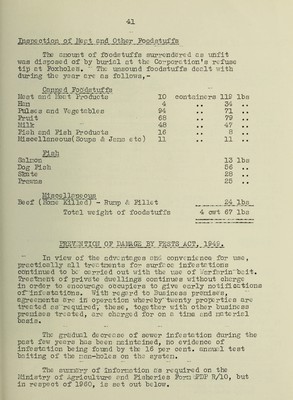 41
Inspection of Meat and Other Foodstuffs
The amount of foodstuffs surrendered as unfit
was disposed of by burial at the Corporation's refuse
tip at Foxholes. The unsound foodstuffs dealt with
during the year are as follows,-
Canned Foodstuffs
Meat and Meat Products 10 containers 119 lbs
Ham 4 .. 34 ..
Pulses and Vegetables 94 .. 71 ..
Fruit 68 .. 79 ..
Milk 48 .. 47 ..
Fish and Fish Products 16 .. 8 ..
Miscellaneous(Soups & Jams etc) 11 .. 11 ..
Fish
Salmon 13 lbs
Dog Fish 56 ..
Skate 28 ..
Prawns 25 ..
Miscellaneous
Beef (Home Killed) - Rump & Fillet 24 lbs
Total weight of foodstuffs 4 cwt 67 lbs
PREVENTION OF DAMAGE BY PESTS ACT, 1949.
In view of the advantages and convenience for use,
practically all treatments for surface infestations
continued to be carried out with the use of Warfarin bait.
Treatment of private dwellings continues without charge
in order to encourage occupiers to give early notifications
of infestations. With regard to Business premises,
agreements are in operation whereby twenty properties are
treated as required, these, together with other business
premises treated, are charged for on a time and material
basis.
The gradual decrease of sewer infestation during the
past few years has been maintained, no evidence of
infestation being found by the 16 per cent. annual test
baiting of the man-holes on the system.
The summary of information as required on the
Ministry of Agriculture and Fisheries Form PDP R/10, but
in respect of 1960, is set out below.